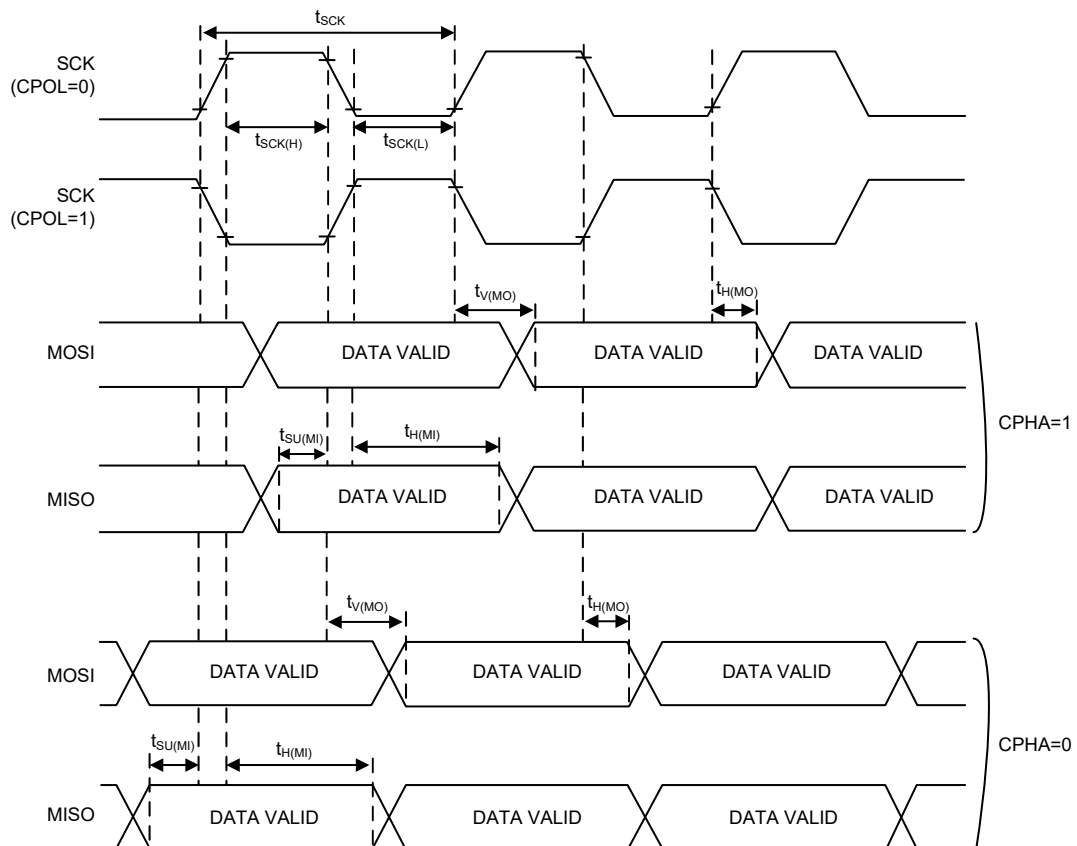 tSCK
SCK
(CPOL=0)
tSCK(H)
tSCK(L)
SCK
(CPOL=1)
tV(MO)
tH(MO)
MOSI
DATA VALID
DATA VALID
DATA VALID
CPHA=1
tSU(MI)
tH(MI)
MISO
DATA VALID
DATA VALID
DATA VALID
tV(MO)
tH(MO)
MOSI
DATA VALID
DATA VALID
DATA VALID
CPHA=0
tSU(MI)
tH(MI)
MISO
DATA VALID
DATA VALID
DATA VALID